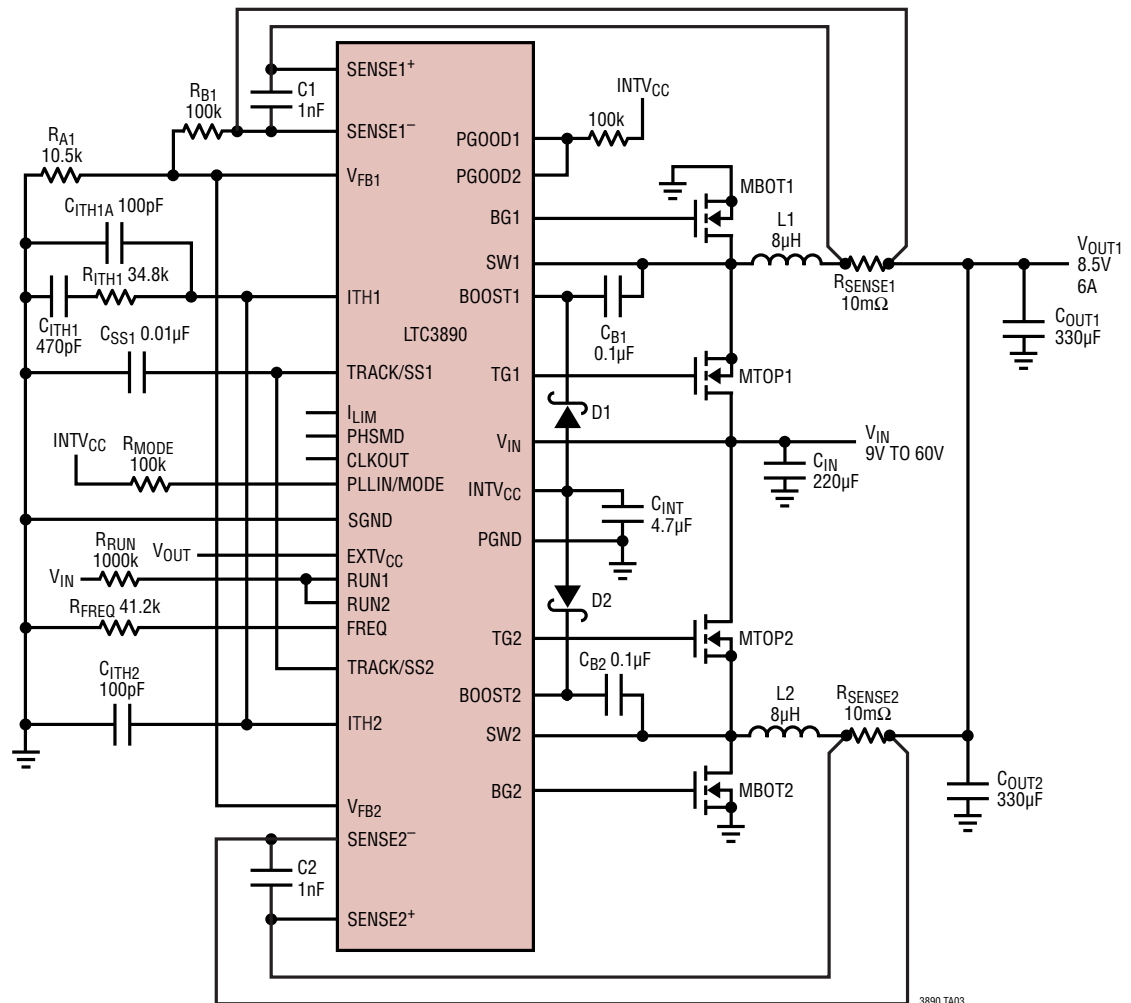 SENSE1+
C1
1nF
RB1
100k
SENSE1–
RA1
10.5k
VFB1
CITH1A 100pF
RITH1 34.8k
ITH1
CITH1
470pF
CSS1 0.01µF
TRACK/SS1
ILIM
PHSMD
CLKOUT
INTVCC
RMODE
100k
PLLIN/MODE
SGND
VOUT
EXTVCC
RRUN
1000k
VIN
RUN1
RUN2
RFREQ 41.2k
FREQ
TRACK/SS2
CITH2
100pF
ITH2
VFB2
SENSE2–
C2
1nF
SENSE2+
LTC3890
INTVCC
100k
PGOOD1
PGOOD2
BG1
MBOT1
SW1
L1
8µH
RSENSE1
10mΩ
VOUT1
8.5V
6A
COUT1
330µF
BOOST1
CB1
0.1µF
TG1
MTOP1
D1
VIN
VIN
9V TO 60V
CIN
220µF
INTVCC
CINT
4.7µF
PGND
D2
TG2
MTOP2
CB2 0.1µF
BOOST2
SW2
L2
8µH
RSENSE2
10mΩ
BG2
MBOT2
COUT2
330µF
3890 TA03